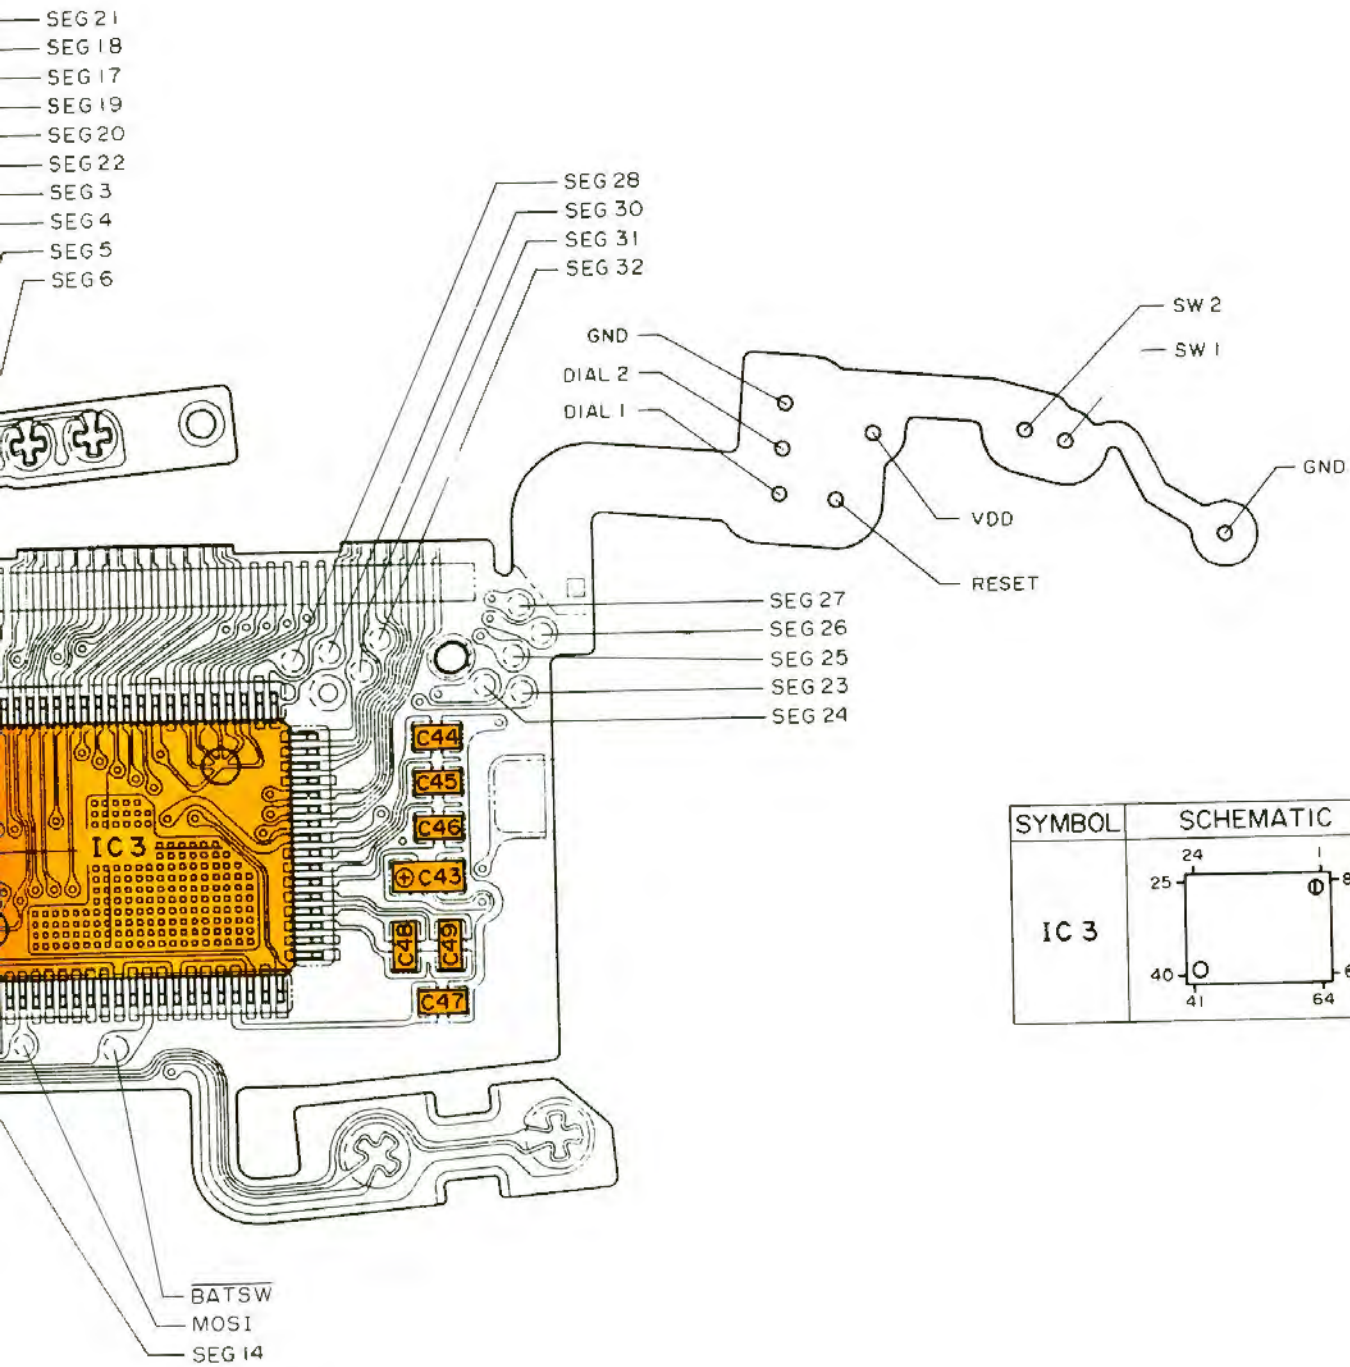 SEG 21
SEG 18
SEG 17
SEG 19
SEG 20
SEG 22
SEG 3
SEG 4
SEG 5
SEG 6
SEG 28
SEG 30
SEG 31
SEG 32
GND
DIAL 2
DIAL 1
SW 2
SW 1
GND
VDD
RESET
SEG 27
SEG 26
SEG 25
SEG 23
SEG 24
C44
C45
C46
IC 3
C43
C48
C49
C47
SYMBOL SCHEMATIC
24 1
25 8
IC 3
40 6
41 64
BATSW
MOSI
SEG 14